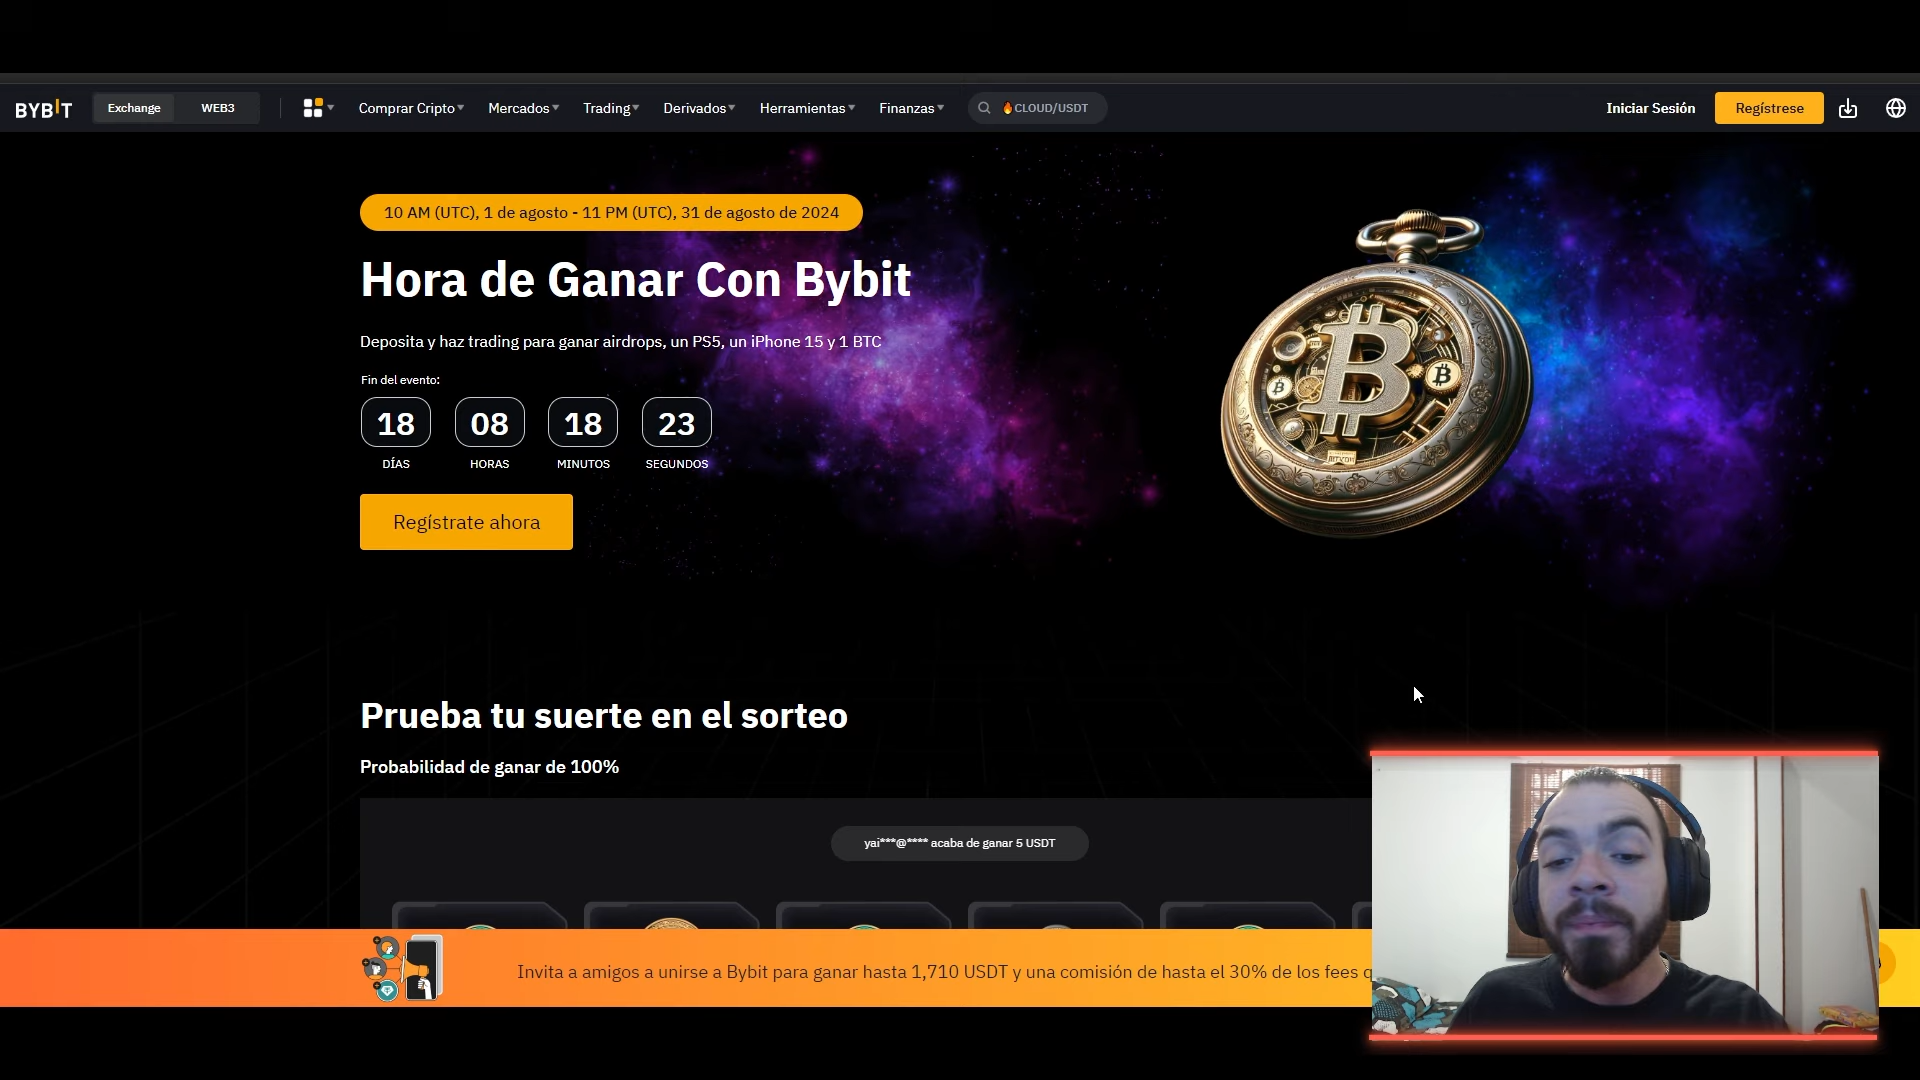 BYBIT
Exchange
WEB3
Comprar Cripto
Mercados
Trading
Derivados
Herramientas
Finanzas
CLOUD/USDT
Iniciar Sesión
Regístrese
10 AM (UTC), 1 de agosto - 11 PM (UTC), 31 de agosto de 2024
Hora de Ganar Con Bybit
Deposita y haz trading para ganar airdrops, un PS5, un iPhone 15 y 1 BTC
Fin del evento:
18
08
18
23
DÍAS
HORAS
MINUTOS
SEGUNDOS
Regístrate ahora
Prueba tu suerte en el sorteo
Probabilidad de ganar de 100%
yai***@**** acaba de ganar 5 USDT
Invita a amigos a unirse a Bybit para ganar hasta 1,710 USDT y una comisión de hasta el 30% de los fees